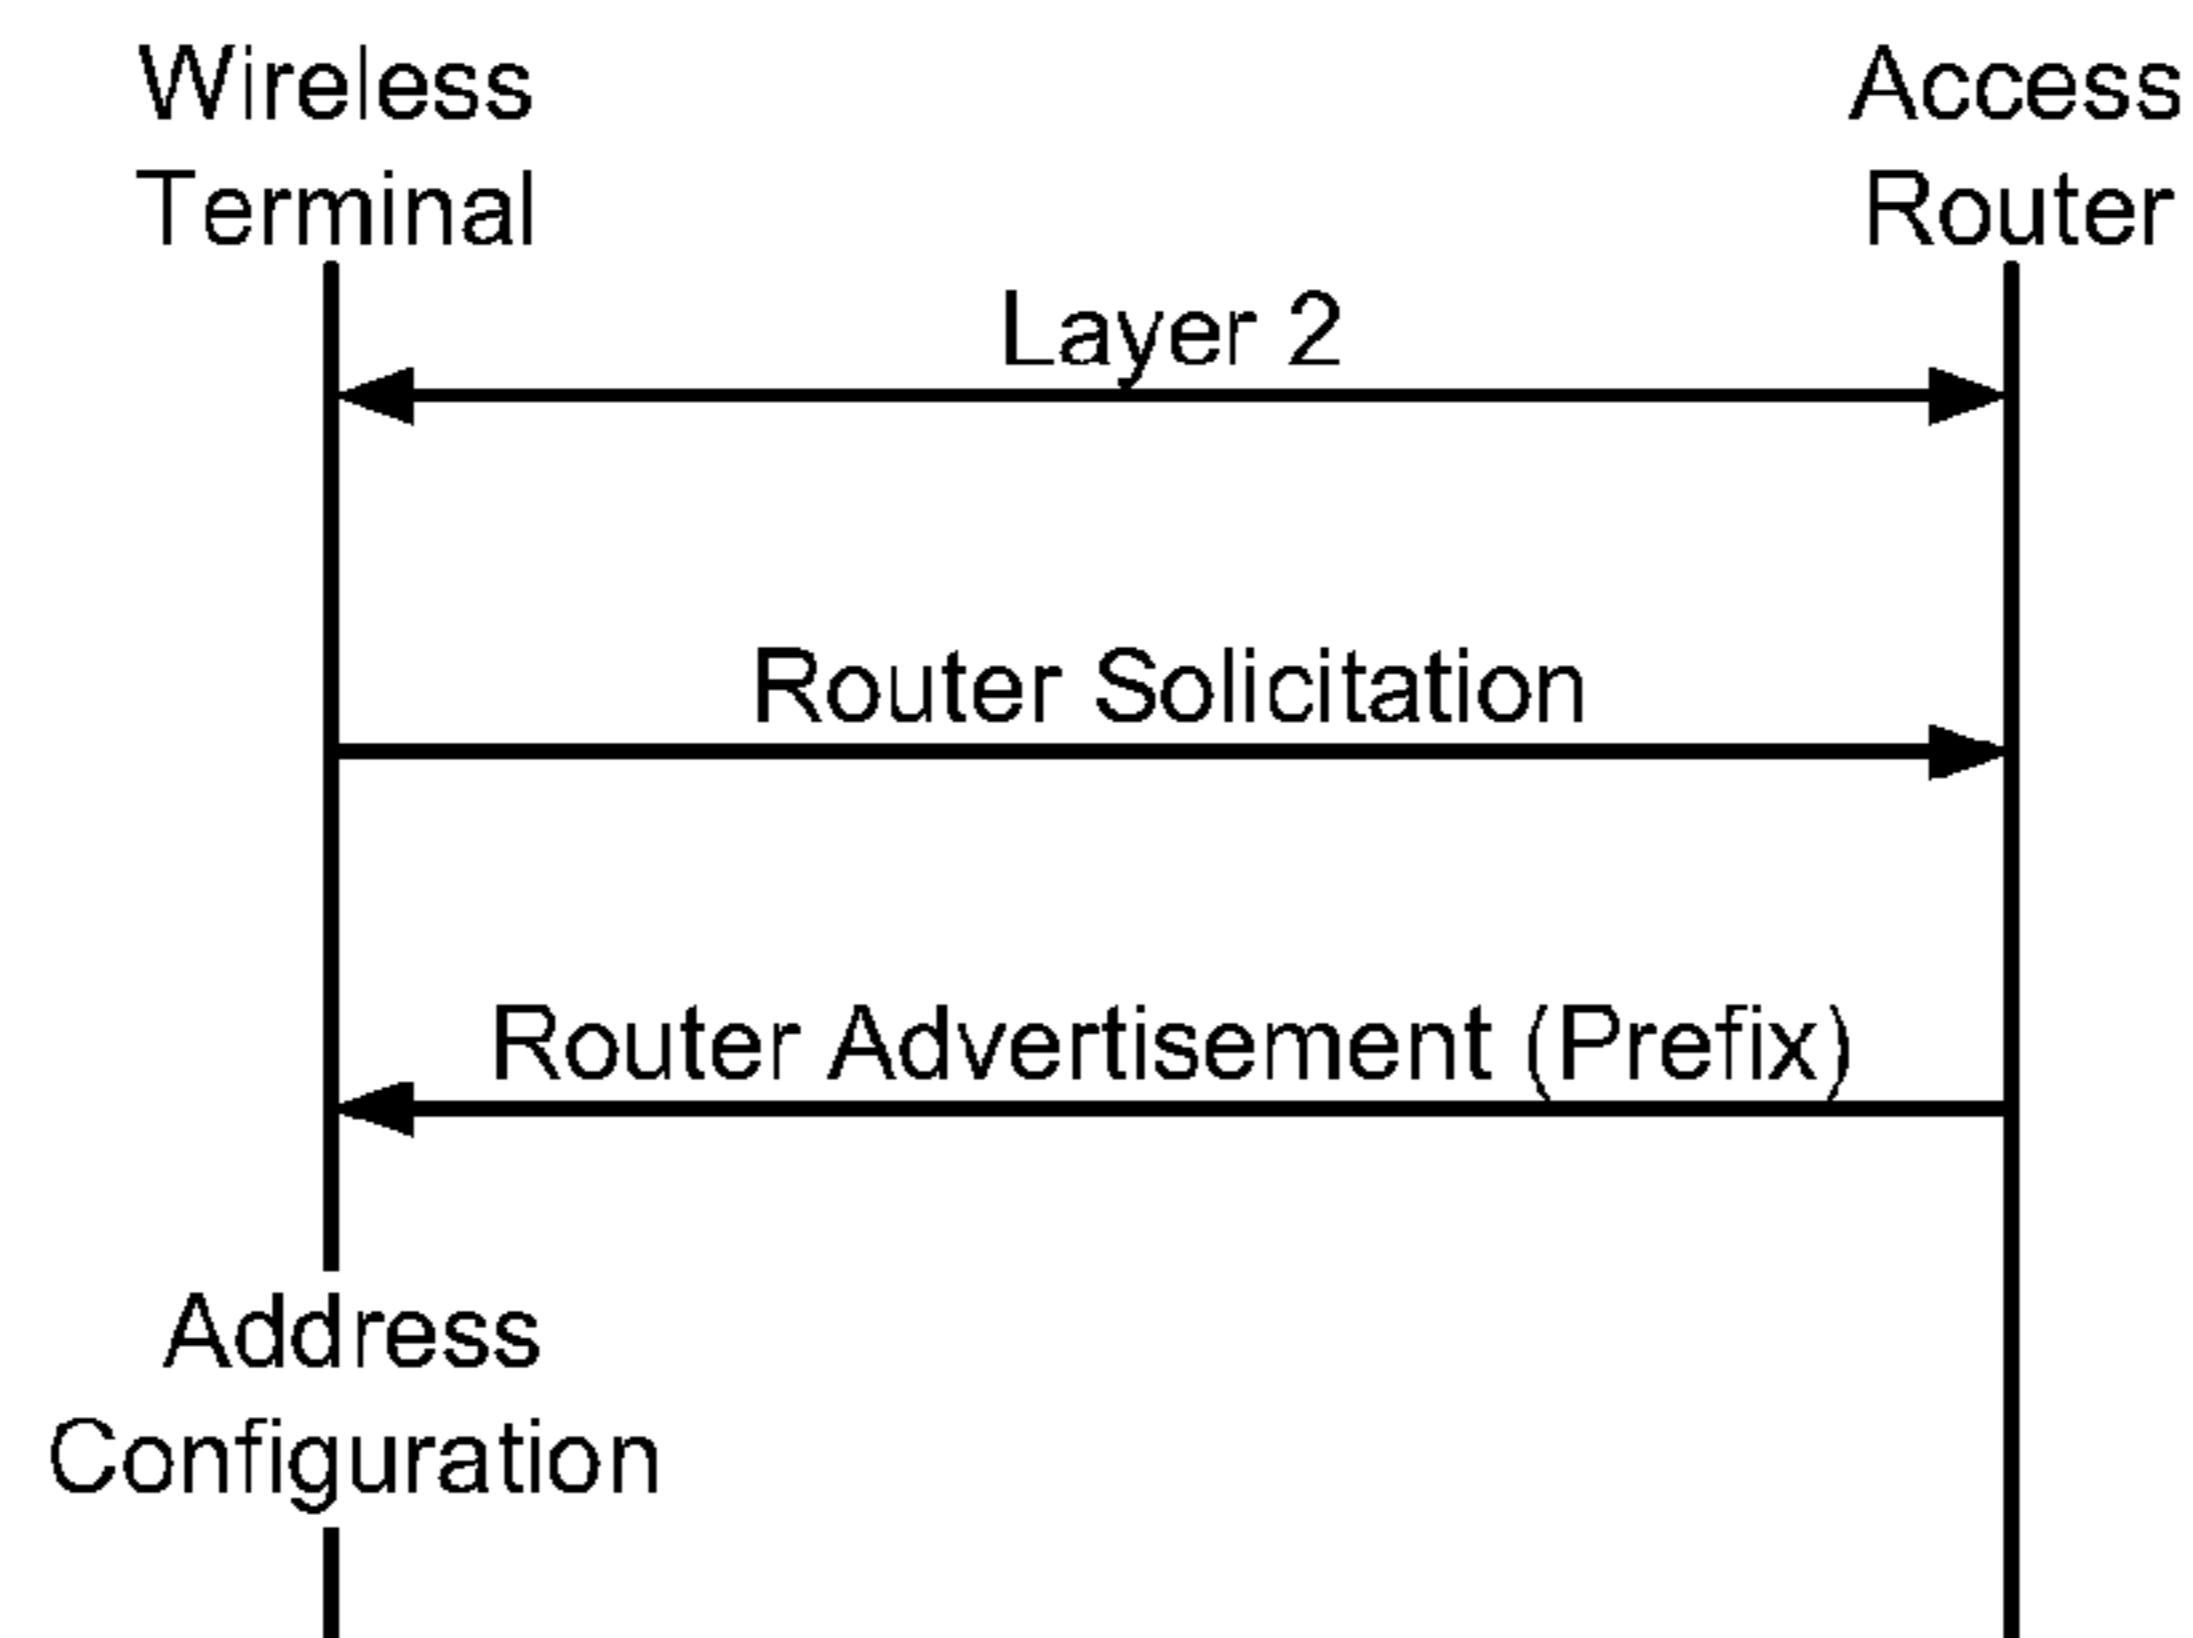 Wireless
Terminal
Access
Router
Layer 2
Router Solicitation
Router Advertisement (Prefix)
Address
Configuration